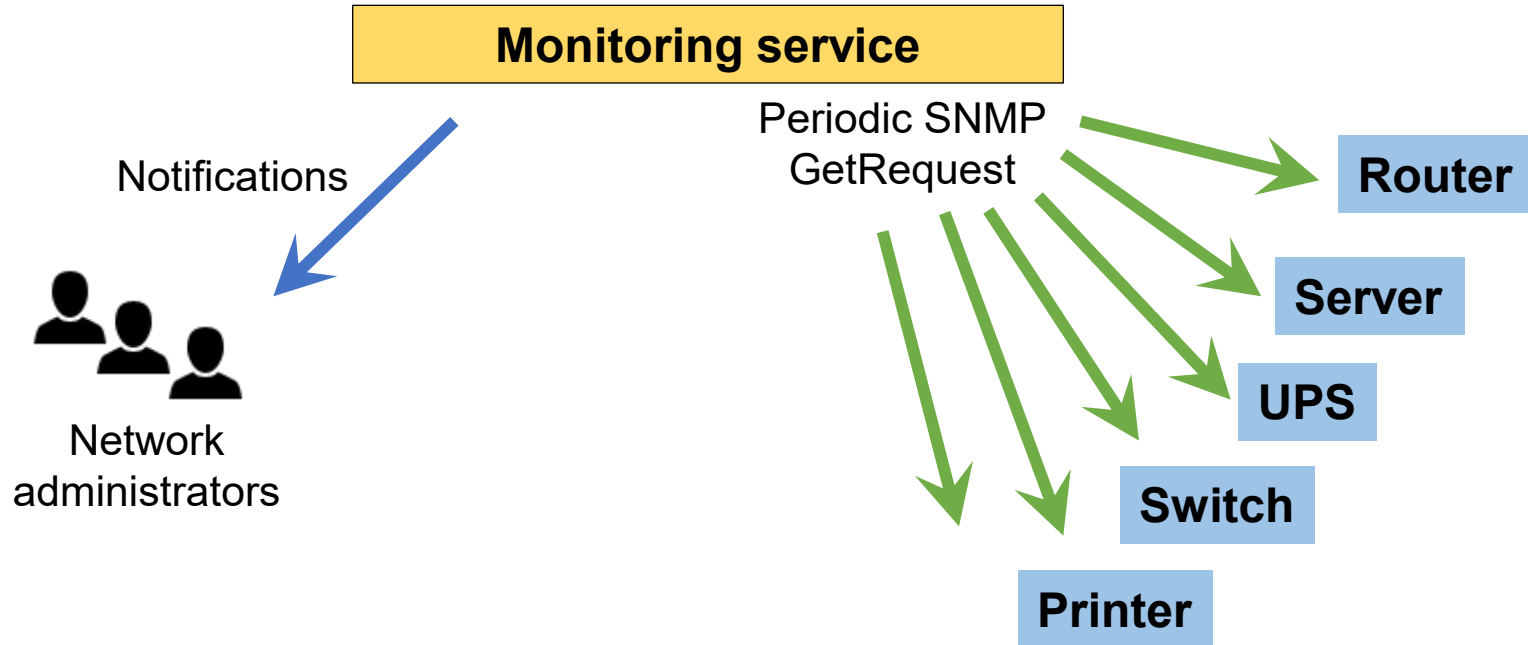 Monitoring service
Periodic SNMP
GetRequest
Notifications
Router
Server
UPS
Network
administrators
Switch
Printer